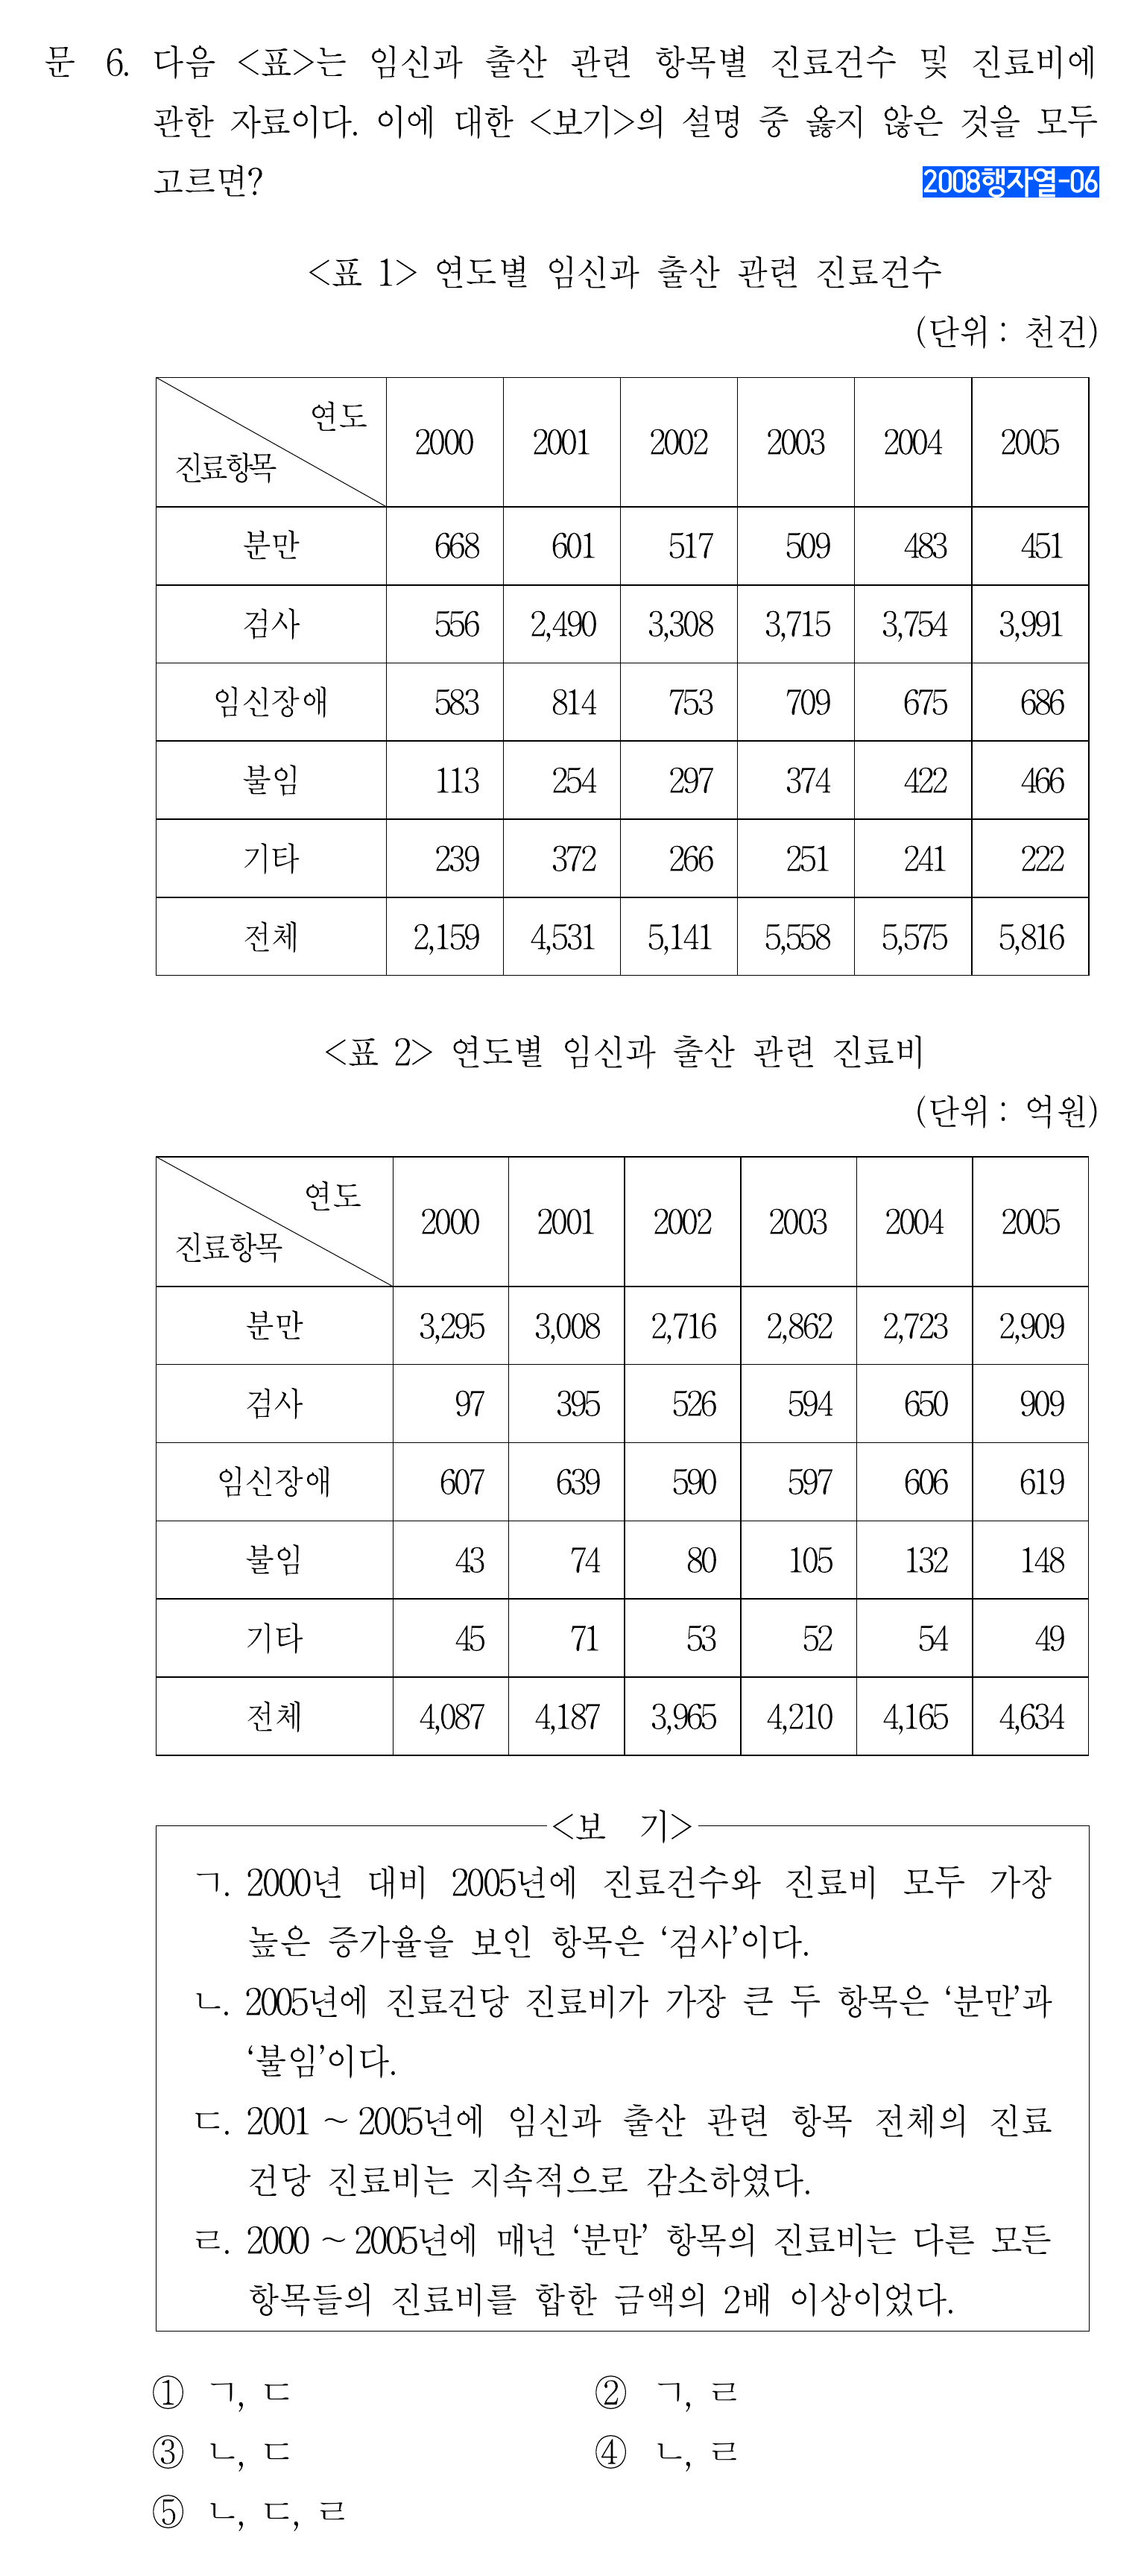 문 6. 다음 <표>는 임신과 출산 관련 항목별 진료건수 및 진료비에
관한 자료이다. 이에 대한 <보기>의 설명 중 옳지 않은 것을 모두
고르면? 2008행자열-06
<표 1> 연도별 임신과 출산 관련 진료건수
(단위 : 천건)
연도
진료항목 2000 2001 2002 2003 2004 2005
분만 668 601 517 509 483 451
검사 556 2,490 3,308 3,715 3,754 3,991
임신장애 583 814 753 709 675 686
불임 113 254 297 374 422 466
기타 239 372 266 251 241 222
전체 2,159 4,531 5,141 5,558 5,575 5,816
<표 2> 연도별 임신과 출산 관련 진료비
(단위 : 억원)
연도
진료항목 2000 2001 2002 2003 2004 2005
분만 3,295 3,008 2,716 2,862 2,723 2,909
검사 97 395 526 594 650 909
임신장애 607 639 590 597 606 619
불임 43 74 80 105 132 148
기타 45 71 53 52 54 49
전체 4,087 4,187 3,965 4,210 4,165 4,634
<보 기>
ㄱ. 2000년 대비 2005년에 진료건수와 진료비 모두 가장
높은 증가율을 보인 항목은 ‘검사’이다.
ㄴ. 2005년에 진료건당 진료비가 가장 큰 두 항목은 ‘분만’과
‘불임’이다.
ㄷ. 2001 ~ 2005년에 임신과 출산 관련 항목 전체의 진료
건당 진료비는 지속적으로 감소하였다.
ㄹ. 2000 ~ 2005년에 매년 ‘분만’ 항목의 진료비는 다른 모든
항목들의 진료비를 합한 금액의 2배 이상이었다.
① ㄱ, ㄷ ② ㄱ, ㄹ
③ ㄴ, ㄷ ④ ㄴ, ㄹ
⑤ ㄴ, ㄷ, ㄹ